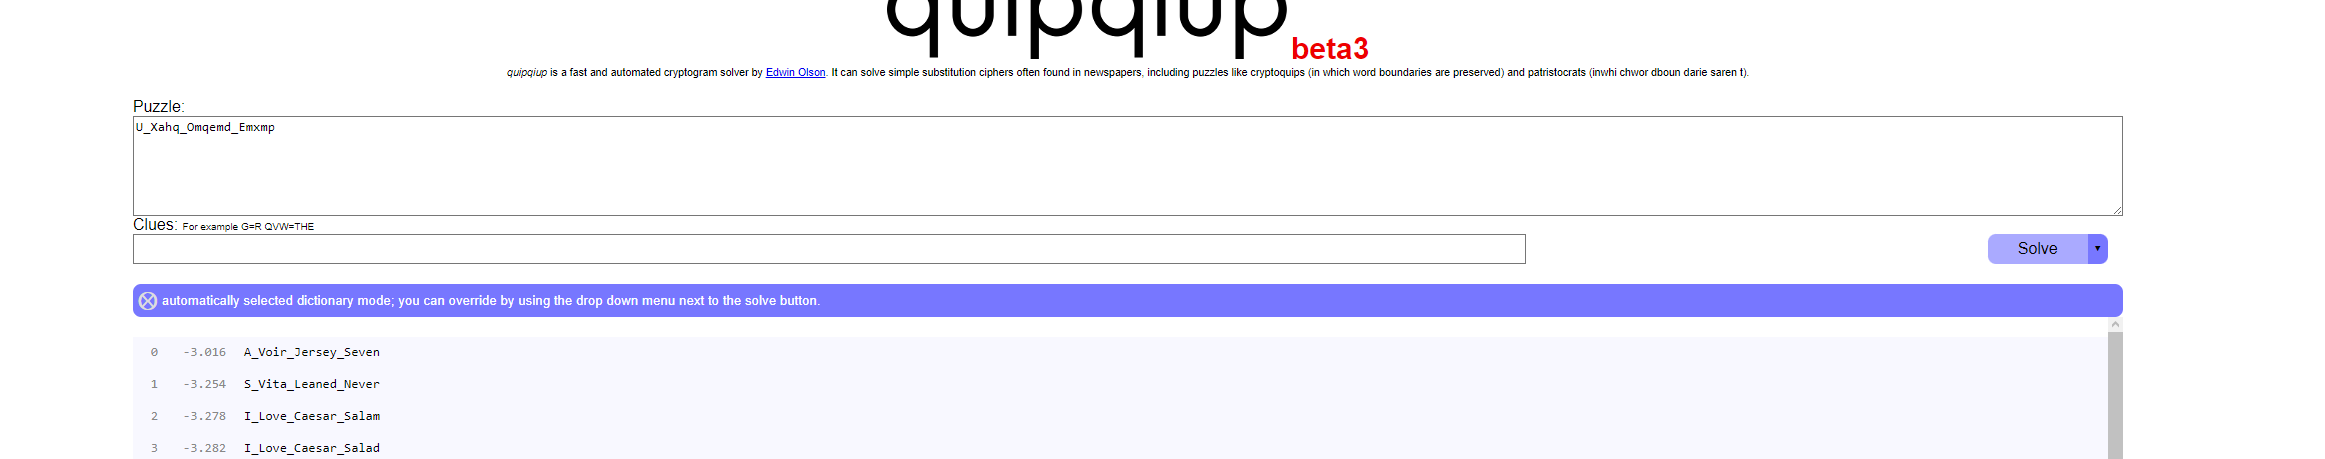 quipqiup beta3
quipqiup is a fast and automated cryptogram solver by Edwin Olson. It can solve simple substitution ciphers often found in newspapers, including puzzles like cryptoquips (in which word boundaries are preserved) and patristocrats (inwhi chwor dboun darie saren t).
Puzzle:
U_Xahq_Omqemd_Emxmp
Clues: For example G=R QVW=THE
Solve ▾
automatically selected dictionary mode; you can override by using the drop down menu next to the solve button.
0 -3.016 A_Voir_Jersey_Seven
1 -3.254 S_Vita_Leaned_Never
2 -3.278 I_Love_Caesar_Salam
3 -3.282 I_Love_Caesar_Salad